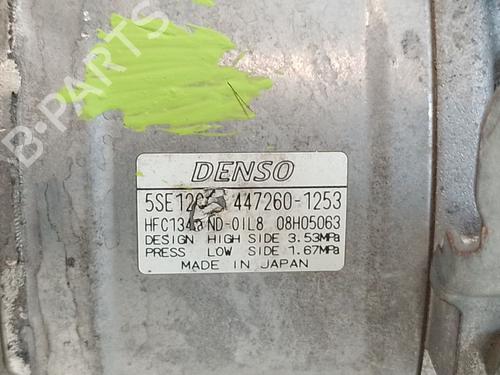 B-PARTS
DENSO
447260-1253
ND-OIL8 08H05063
DESIGN HIGH SIDE 3.53MPa
PRESS LOW SIDE 1.67MPa
MADE IN JAPAN